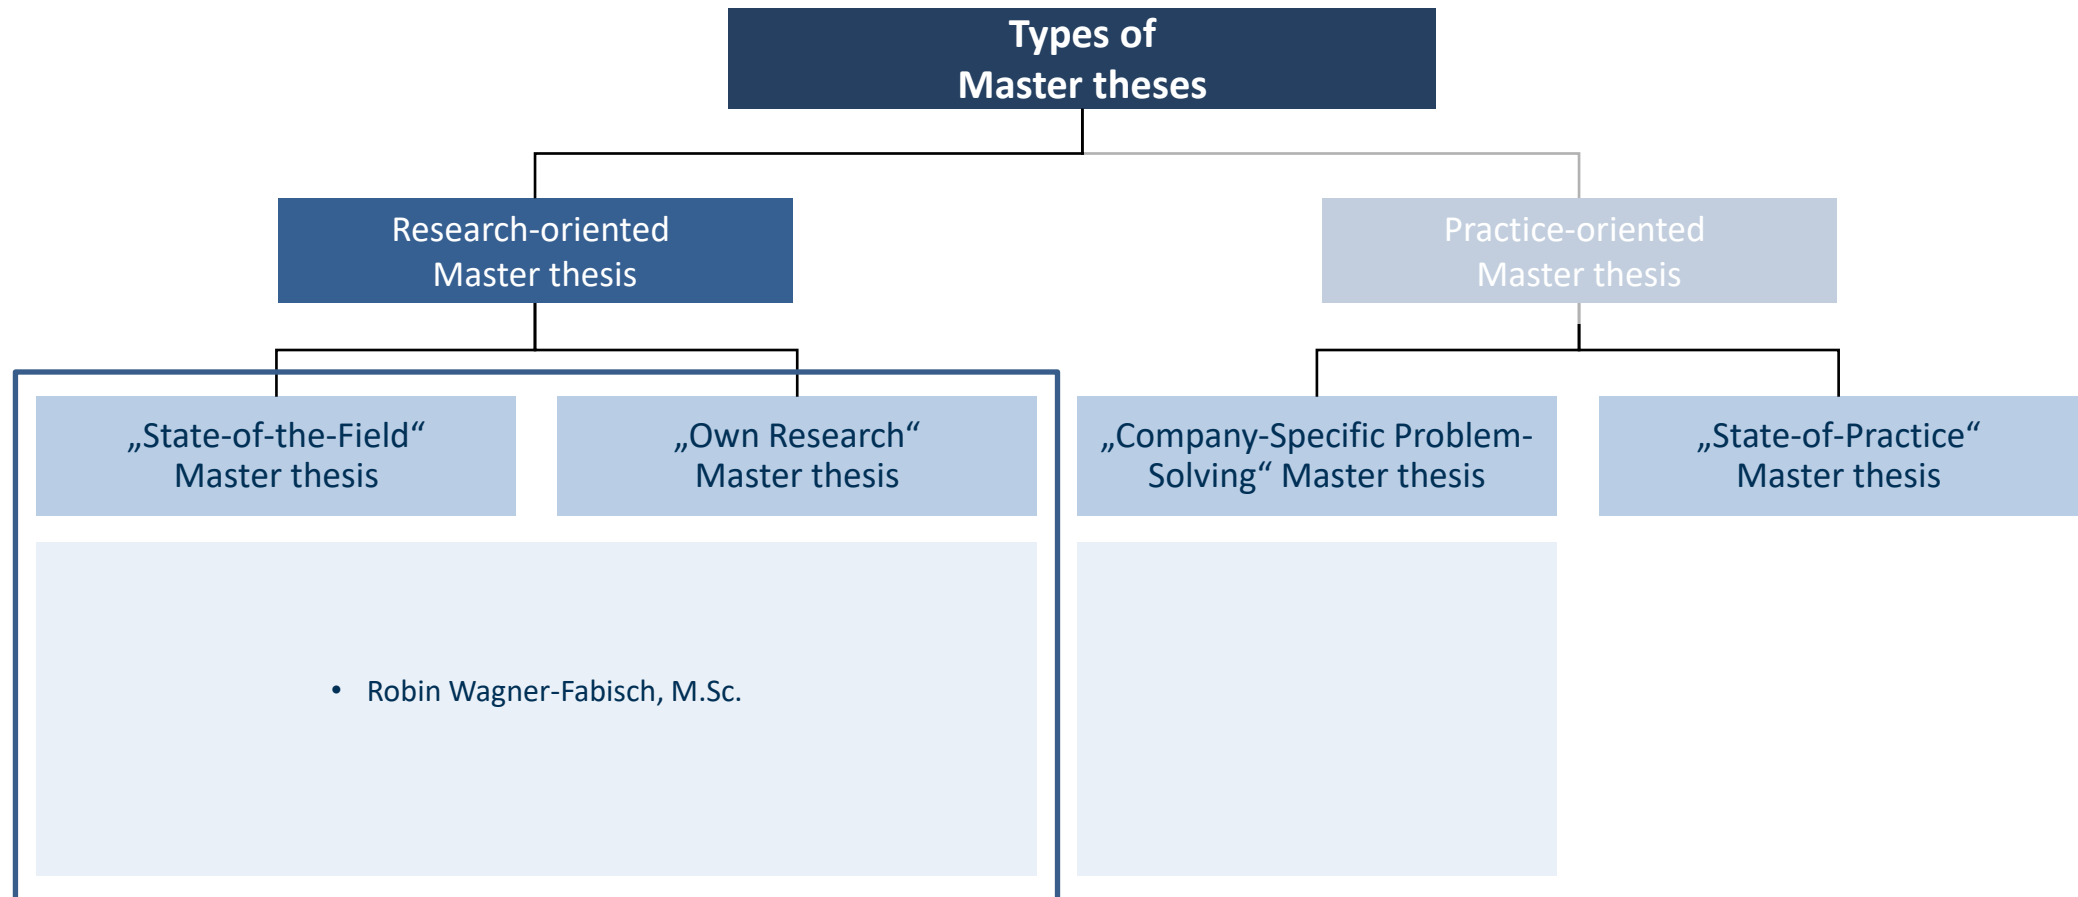 Types of
Master theses
Research-oriented
Master thesis
Practice-oriented
Master thesis
„State-of-the-Field“
Master thesis
„Own Research“
Master thesis
„Company-Specific Problem-
Solving“ Master thesis
„State-of-Practice“
Master thesis
• Robin Wagner-Fabisch, M.Sc.